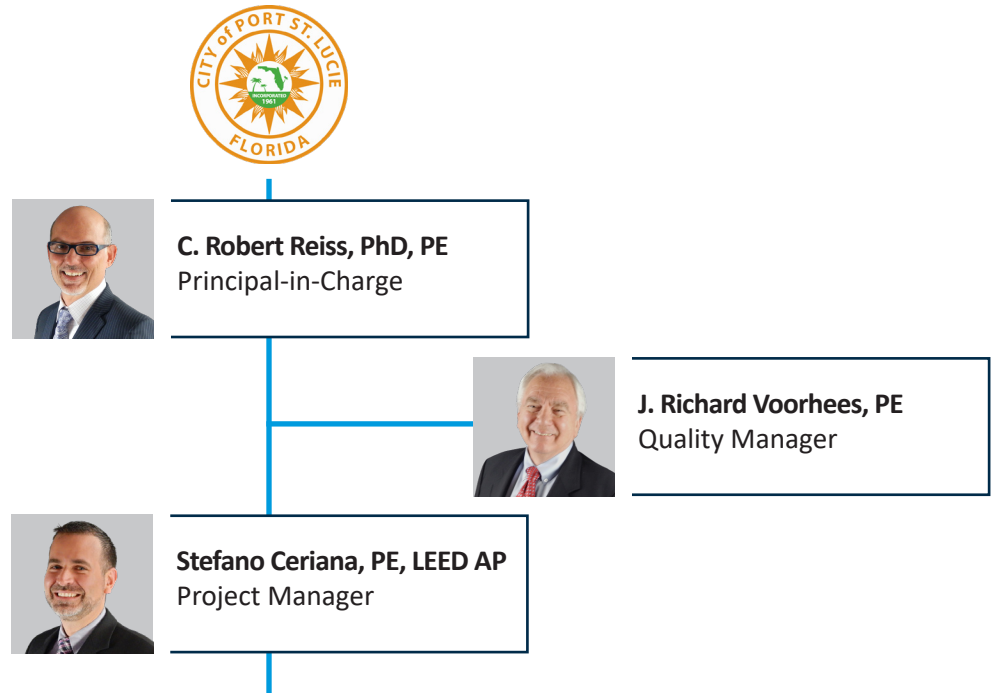 CITY of PORT ST. LUCIE
INCORPORATED
1961
FLORIDA
C. Robert Reiss, PhD, PE
Principal-in-Charge
J. Richard Voorhees, PE
Quality Manager
Stefano Ceriana, PE, LEED AP
Project Manager